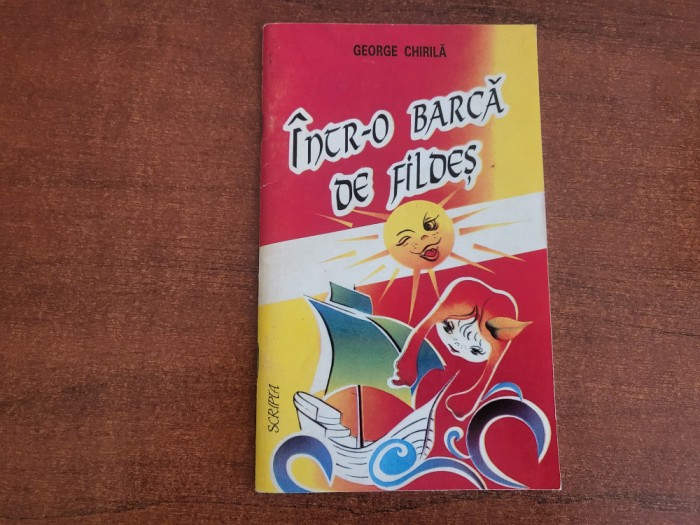 GEORGE CHIRILĂ
ÎNTR-O BARCĂ
DE FILDEȘ
SCRIPTA